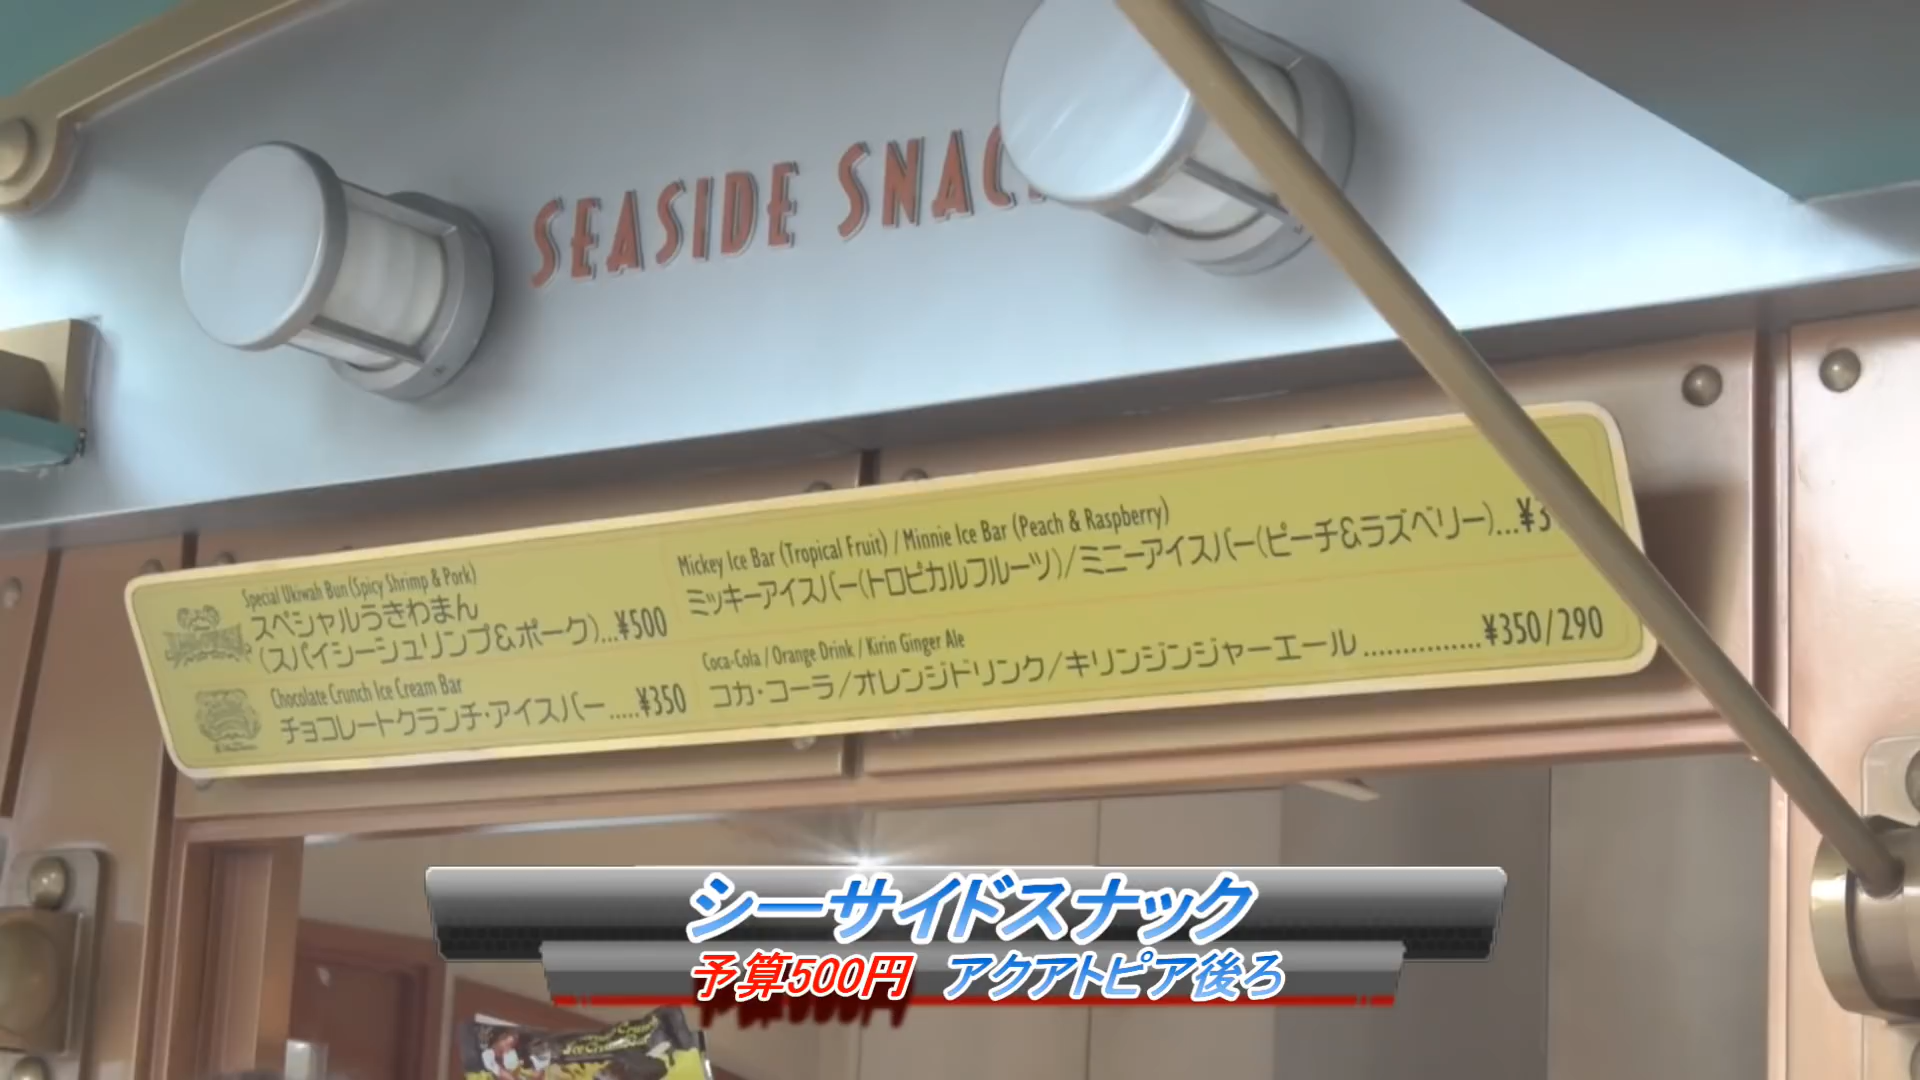 SEASIDE
Special Ukiwah Bun (Spicy Shrimp & Pork)
スペシャルうきわまん
(スパイシーシュリンプ&ポーク)...¥500
Chocolate Crunch Ice Cream Bar
チョコレートクランチ・アイスバー.....¥350
Mickey Ice Bar (Tropical Fruit) / Minnie Ice Bar (Peach & Raspberry)
ミッキーアイスバー(トロピカルフルーツ)/ミニーアイスバー(ピーチ&ラズベリー)...
Coca-Cola / Orange Drink / Kirin Ginger Ale
コカ・コーラ/オレンジドリンク/キリンジンジャーエール...............¥350/290
シーサイドスナック
予算500円 アクアトピア後ろ